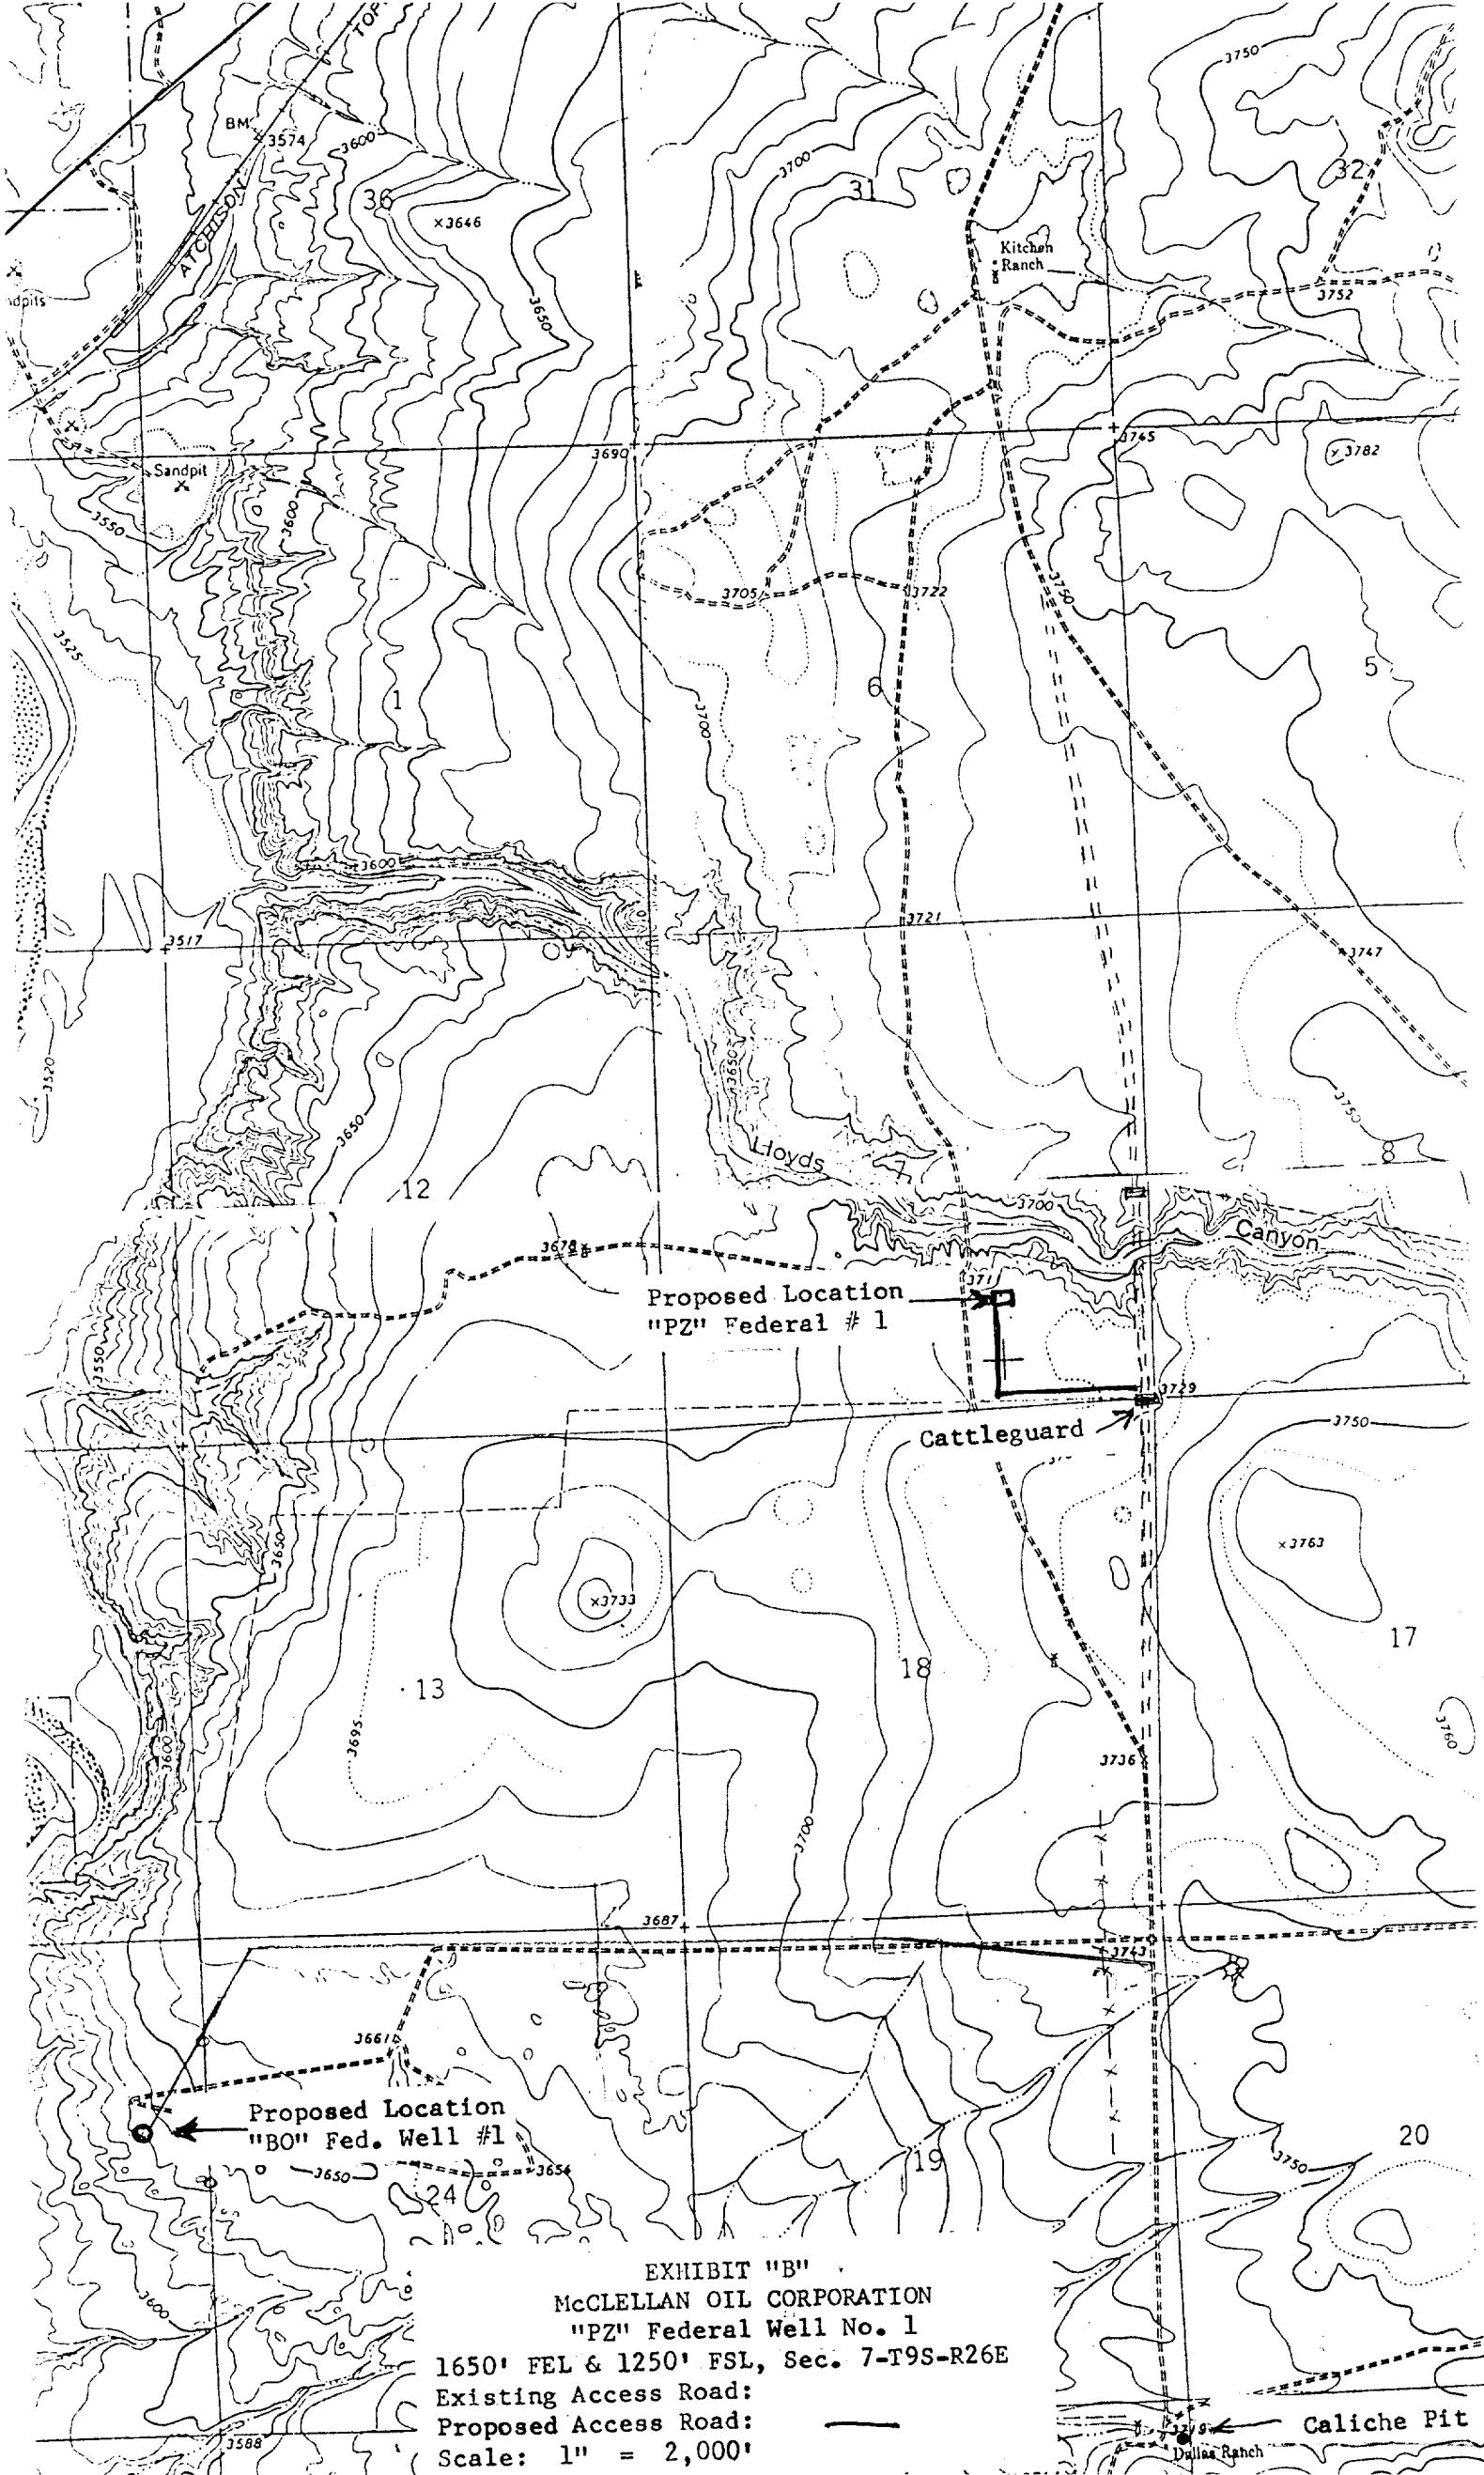 TOP
3750
BM
3574
3600
3700
32
36
31
×3646
ATCHISON
Kitchen
Ranch
3650
3752
3690
3745
×3782
Sandpit
3550
3600
3705
3722
3750
3525
5
6
1
3700
3600
3721
3517
3747
3650
3520
3750
3650
Lloyds
7
8
12
3700
Canyon
3678
3711
Proposed Location
"PZ" Federal # 1
3550
3729
3750
Cattleguard
×3763
3650
×3733
17
18
13
3695
3760
3600
3736
3700
3687
3743
3661
Proposed Location
"BO" Fed. Well #1
20
3650
3654
19
3750
24
EXHIBIT "B"
McCLELLAN OIL CORPORATION
"PZ" Federal Well No. 1
3600
1650' FEL & 1250' FSL, Sec. 7-T9S-R26E
Existing Access Road:
Proposed Access Road:
Caliche Pit
3588
Scale: 1" = 2,000'
Dallas Ranch